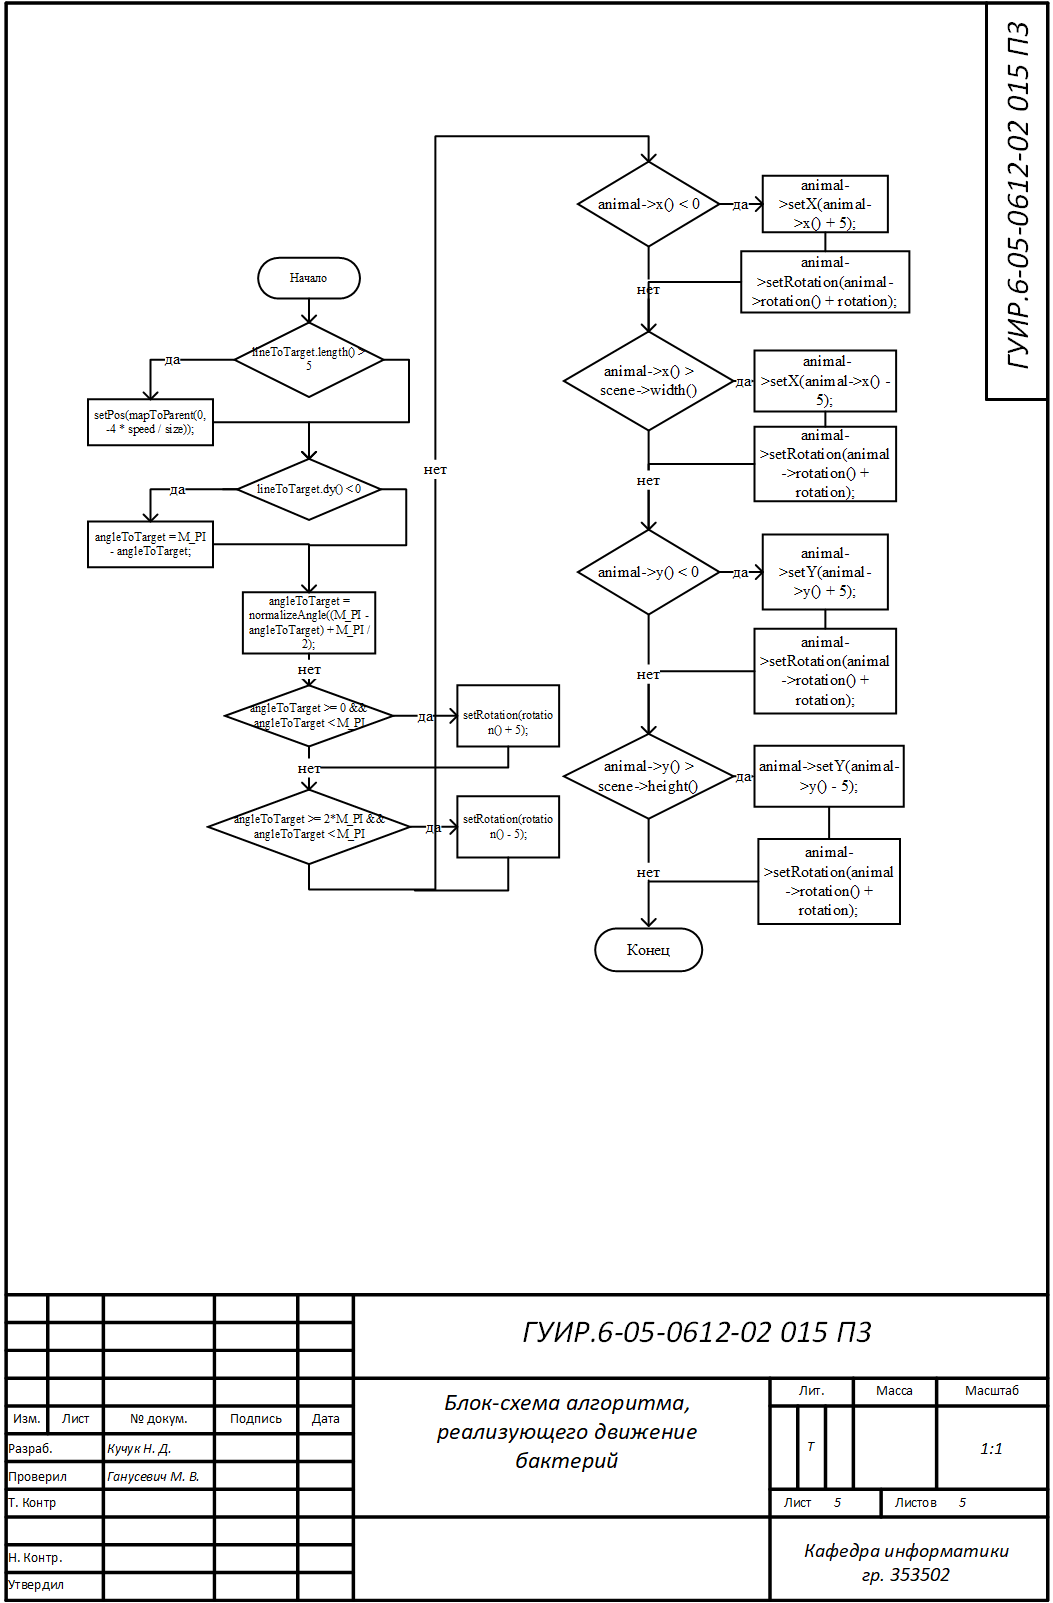 ГУИР.6-05-0612-02 015 ПЗ
Начало
lineToTarget.length() >
5
да
setPos(mapToParent(0,
-4 * speed / size));
lineToTarget.dy() < 0
да
angleToTarget = M_PI
- angleToTarget;
angleToTarget =
normalizeAngle((M_PI -
angleToTarget) + M_PI /
2);
нет
angleToTarget >= 0 &&
angleToTarget < M_PI
да
setRotation(rotatio
n() + 5);
нет
angleToTarget >= 2*M_PI &&
angleToTarget < M_PI
да
setRotation(rotatio
n() - 5);
нет
animal->x() < 0
да
animal-
>setX(animal-
>x() + 5);
animal-
>setRotation(animal-
>rotation() + rotation);
нет
animal->x() >
scene->width()
да
animal-
>setX(animal->x() -
5);
animal-
>setRotation(animal
->rotation() +
rotation);
нет
animal->y() < 0
да
animal-
>setY(animal-
>y() + 5);
animal-
>setRotation(animal
->rotation() +
rotation);
нет
animal->y() >
scene->height()
да
animal->setY(animal-
>y() - 5);
animal-
>setRotation(animal
->rotation() +
rotation);
нет
Конец
ГУИР.6-05-0612-02 015 ПЗ
Изм. Лист № докум. Подпись Дата
Разраб. Кучук Н. Д.
Проверил Ганусевич М. В.
Т. Контр
Н. Контр.
Утвердил
Блок-схема алгоритма,
реализующего движение
бактерий
Лит. Масса Масштаб
Т 1:1
Лист 5 Листов 5
Кафедра информатики
гр. 353502